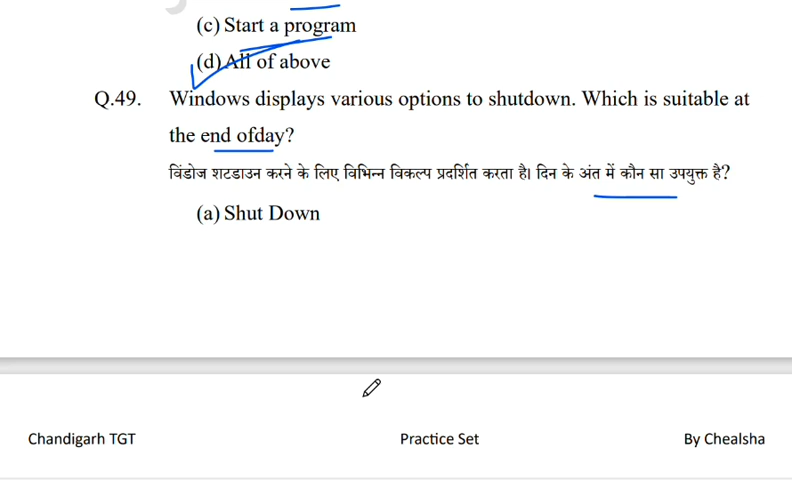 (c) Start a program
(d) All of above
Q.49. Windows displays various options to shutdown. Which is suitable at
the end ofday?
विंडोज शटडाउन करने के लिए विभिन्न विकल्प प्रदर्शित करता है। दिन के अंत में कौन सा उपयुक्त है?
(a) Shut Down
Chandigarh TGT Practice Set By Chealsha